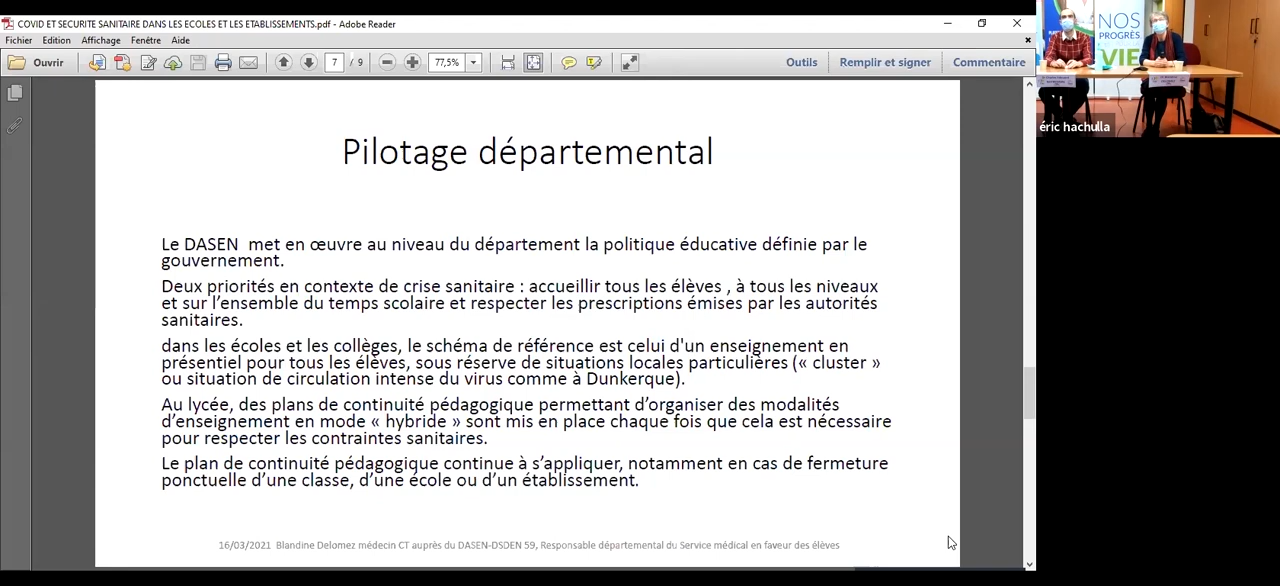 COVID ET SECURITE SANITAIRE DANS LES ECOLES ET LES ETABLISSEMENTS.pdf - Adobe Reader
Fichier Edition Affichage Fenêtre Aide
Ouvrir 7 / 9 77,5% Outils Remplir et signer Commentaire
Pilotage départemental
Le DASEN met en œuvre au niveau du département la politique éducative définie par le
gouvernement.
Deux priorités en contexte de crise sanitaire : accueillir tous les élèves , à tous les niveaux
et sur l’ensemble du temps scolaire et respecter les prescriptions émises par les autorités
sanitaires.
dans les écoles et les collèges, le schéma de référence est celui d'un enseignement en
présentiel pour tous les élèves, sous réserve de situations locales particulières (« cluster »
ou situation de circulation intense du virus comme à Dunkerque).
Au lycée, des plans de continuité pédagogique permettant d’organiser des modalités
d’enseignement en mode « hybride » sont mis en place chaque fois que cela est nécessaire
pour respecter les contraintes sanitaires.
Le plan de continuité pédagogique continue à s’appliquer, notamment en cas de fermeture
ponctuelle d’une classe, d’une école ou d’un établissement.
16/03/2021 Blandine Delomez médecin CT auprès du DASEN-DSDEN 59, Responsable départemental du Service médical en faveur des élèves
NOS
PROGRÈS
VIE
éric hachulla